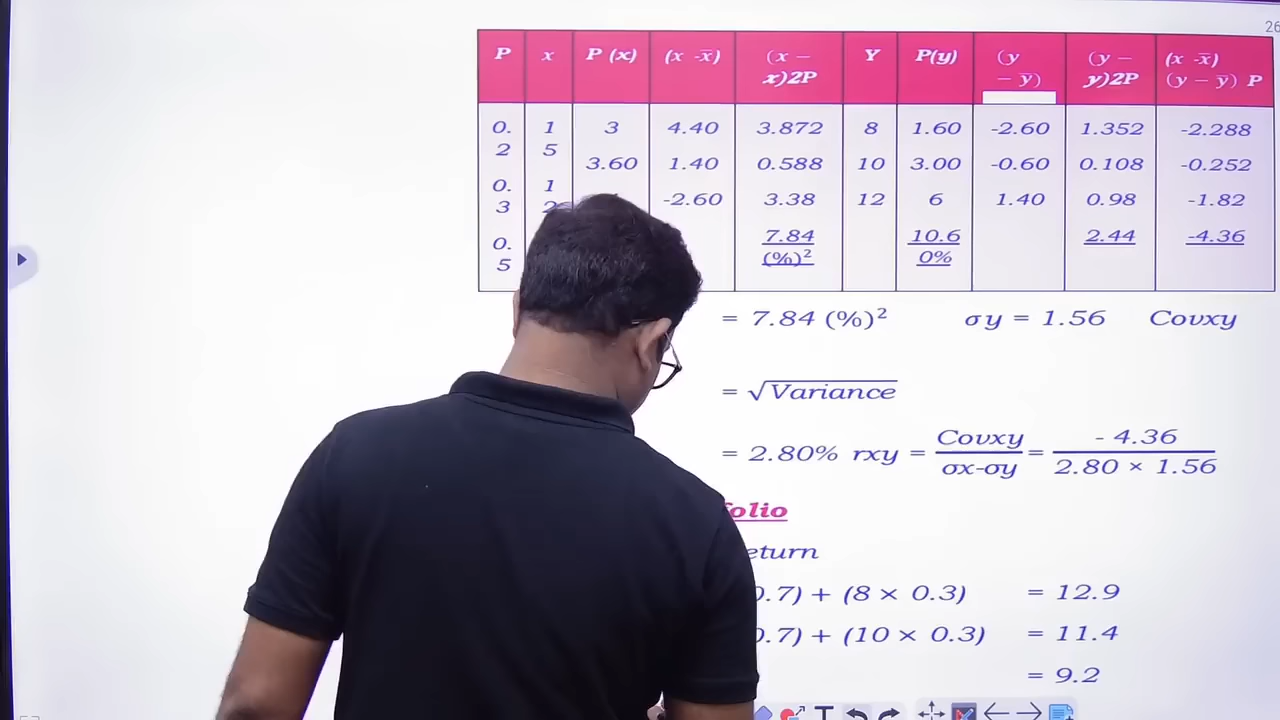 26
P x P (x) (x -x̅) (x − x)2P Y P(y) (y − y̅) (y − y)2P (x -x̅) (y − y̅) P
0.2 15 3 4.40 3.872 8 1.60 -2.60 1.352 -2.288
0.3 12 3.60 1.40 0.588 10 3.00 -0.60 0.108 -0.252
0.5 -2.60 3.38 12 6 1.40 0.98 -1.82
7.84 (%)² 10.60% 2.44 -4.36
= 7.84 (%)² σy = 1.56 Covxy
= √Variance
= 2.80% rxy = Covxy / σx-σy = - 4.36 / 2.80 × 1.56
folio
eturn
0.7) + (8 × 0.3) = 12.9
0.7) + (10 × 0.3) = 11.4
= 9.2